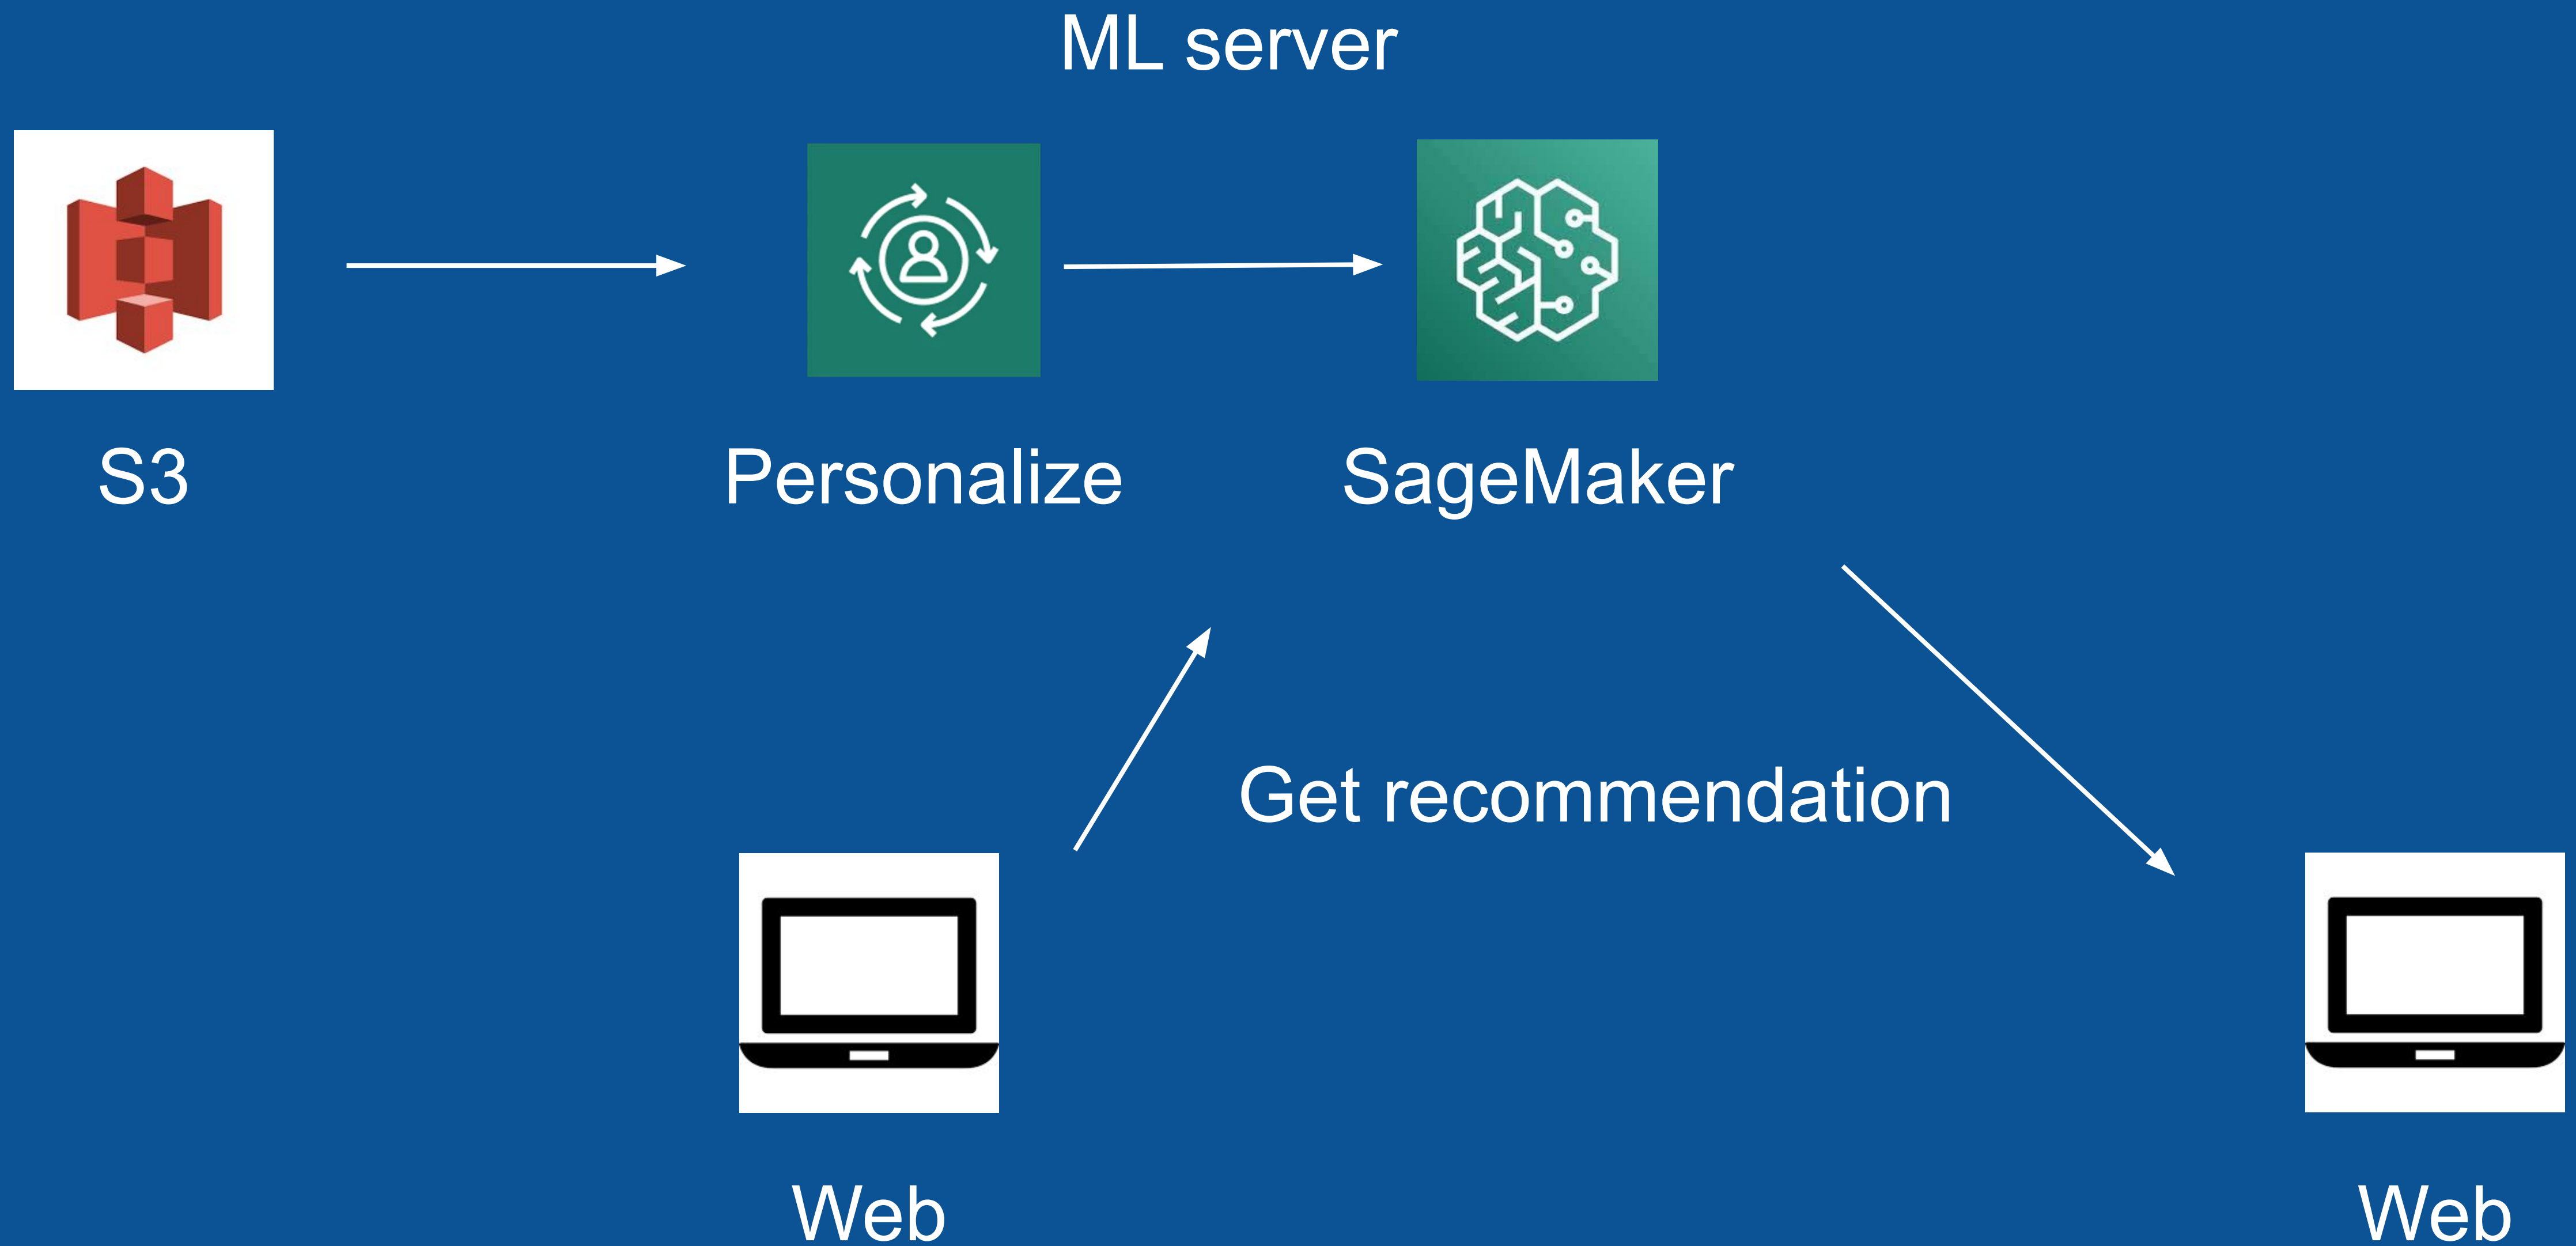 ML server
S3
Personalize
SageMaker
Get recommendation
Web
Web